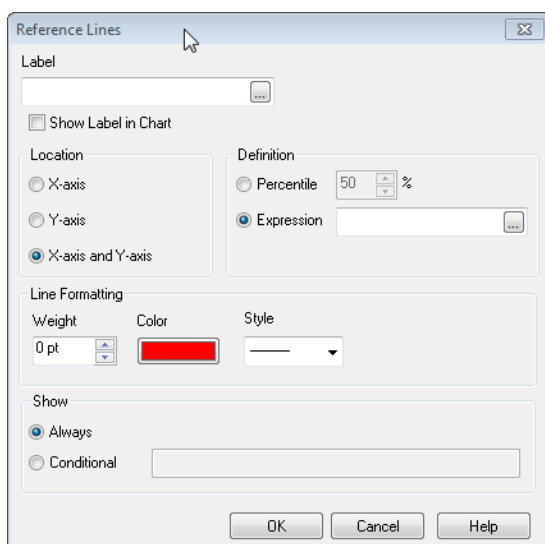 Reference Lines
Label
...
Show Label in Chart
Location
X-axis
Y-axis
X-axis and Y-axis
Definition
Percentile 50 %
Expression ...
Line Formatting
Weight Color Style
0 pt
Show
Always
Conditional
OK Cancel Help